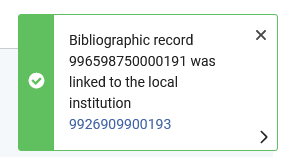 Bibliographic record
996598750000191 was
linked to the local
institution
9926909900193